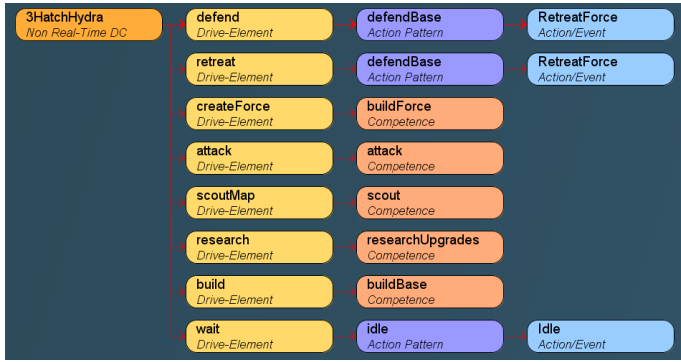 3HatchHydra
Non Real-Time DC
defend
Drive-Element
defendBase
Action Pattern
RetreatForce
Action/Event
retreat
Drive-Element
defendBase
Action Pattern
RetreatForce
Action/Event
createForce
Drive-Element
buildForce
Competence
attack
Drive-Element
attack
Competence
scoutMap
Drive-Element
scout
Competence
research
Drive-Element
researchUpgrades
Competence
build
Drive-Element
buildBase
Competence
wait
Drive-Element
idle
Action Pattern
Idle
Action/Event